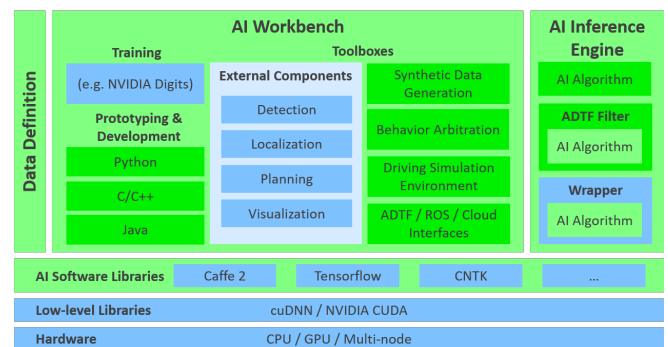 Data Definition
AI Workbench
Training
(e.g. NVIDIA Digits)
Prototyping &
Development
Python
C/C++
Java
Toolboxes
External Components
Detection
Localization
Planning
Visualization
Synthetic Data
Generation
Behavior Arbitration
Driving Simulation
Environment
ADTF / ROS / Cloud
Interfaces
AI Inference
Engine
AI Algorithm
ADTF Filter
AI Algorithm
Wrapper
AI Algorithm
AI Software Libraries
Caffe 2
Tensorflow
CNTK
...
Low-level Libraries
cuDNN / NVIDIA CUDA
Hardware
CPU / GPU / Multi-node